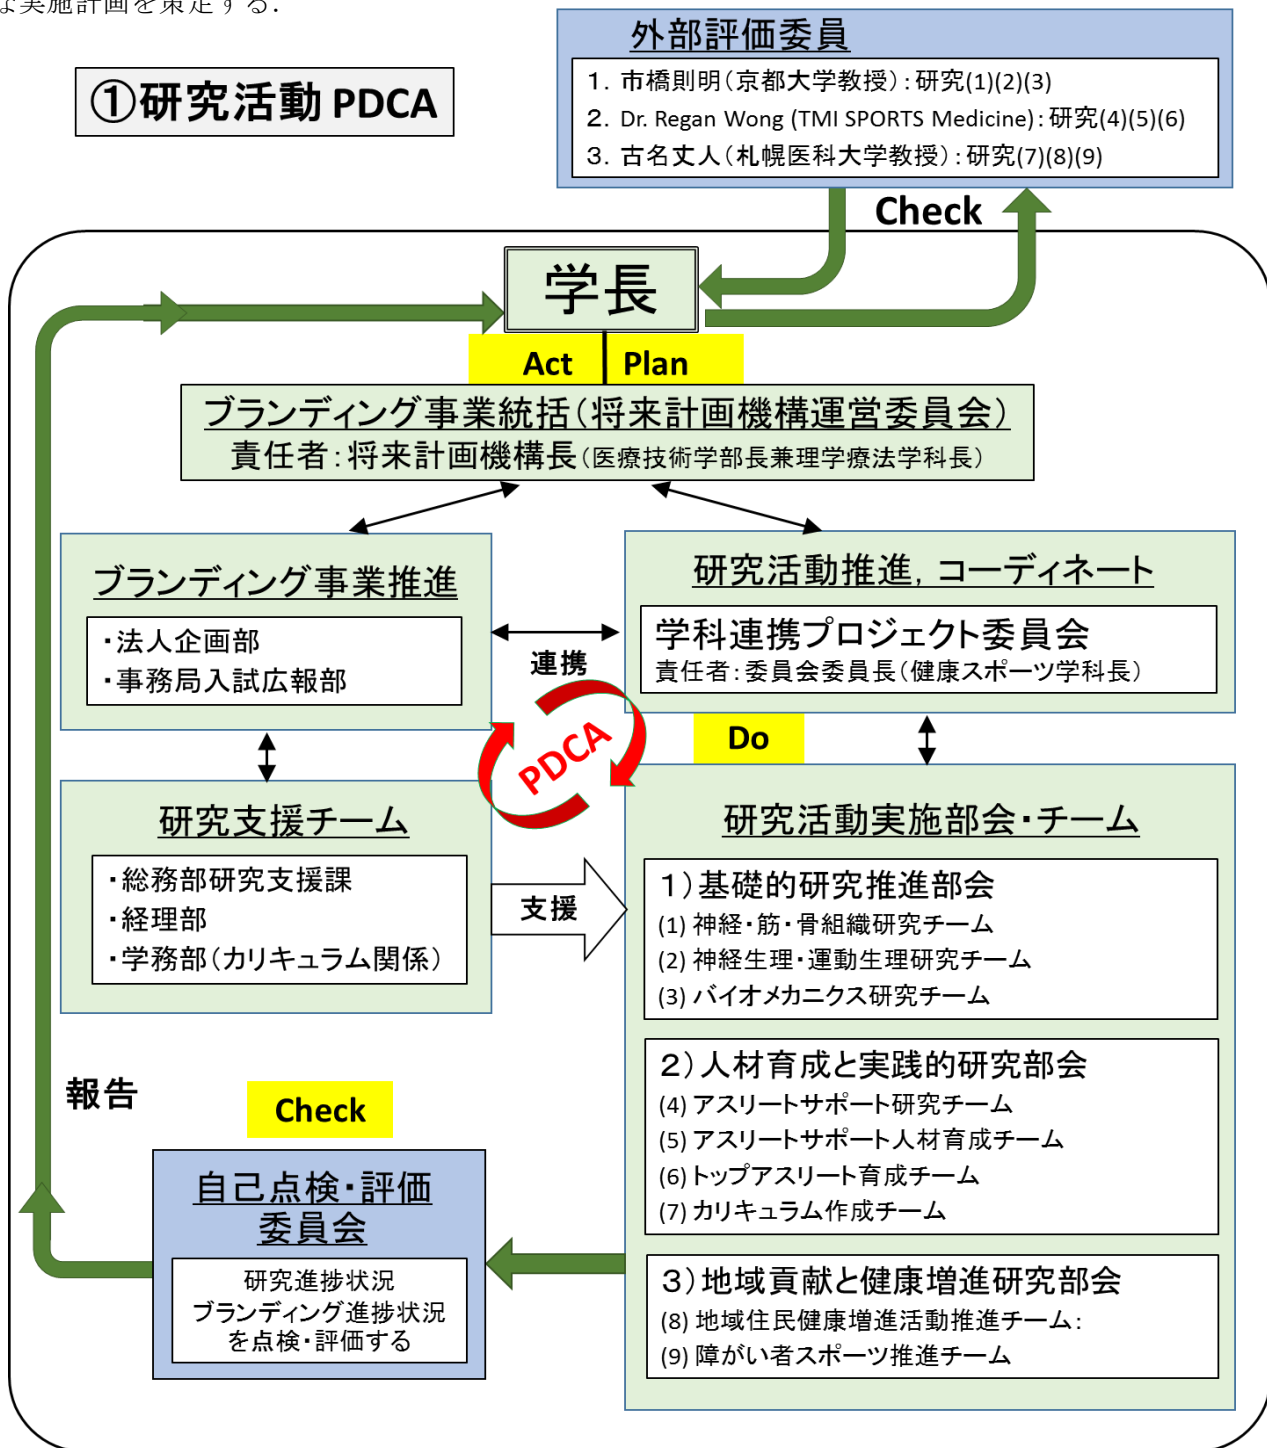 な実施計画を策定する.
①研究活動 PDCA
外部評価委員
1. 市橋則明(京都大学教授):研究(1)(2)(3)
2. Dr. Regan Wong (TMI SPORTS Medicine):研究(4)(5)(6)
3. 古名丈人(札幌医科大学教授):研究(7)(8)(9)
Check
学長
Act Plan
ブランディング事業統括(将来計画機構運営委員会)
責任者:将来計画機構長(医療技術学部長兼理学療法学科長)
ブランディング事業推進
・法人企画部
・事務局入試広報部
連携
研究活動推進, コーディネート
学科連携プロジェクト委員会
責任者:委員会委員長(健康スポーツ学科長)
PDCA
Do
研究支援チーム
・総務部研究支援課
・経理部
・学務部(カリキュラム関係)
支援
研究活動実施部会・チーム
1)基礎的研究推進部会
(1) 神経・筋・骨組織研究チーム
(2) 神経生理・運動生理研究チーム
(3) バイオメカニクス研究チーム
2)人材育成と実践的研究部会
(4) アスリートサポート研究チーム
(5) アスリートサポート人材育成チーム
(6) トップアスリート育成チーム
(7) カリキュラム作成チーム
3)地域貢献と健康増進研究部会
(8) 地域住民健康増進活動推進チーム:
(9) 障がい者スポーツ推進チーム
報告
Check
自己点検・評価
委員会
研究進捗状況
ブランディング進捗状況
を点検・評価する